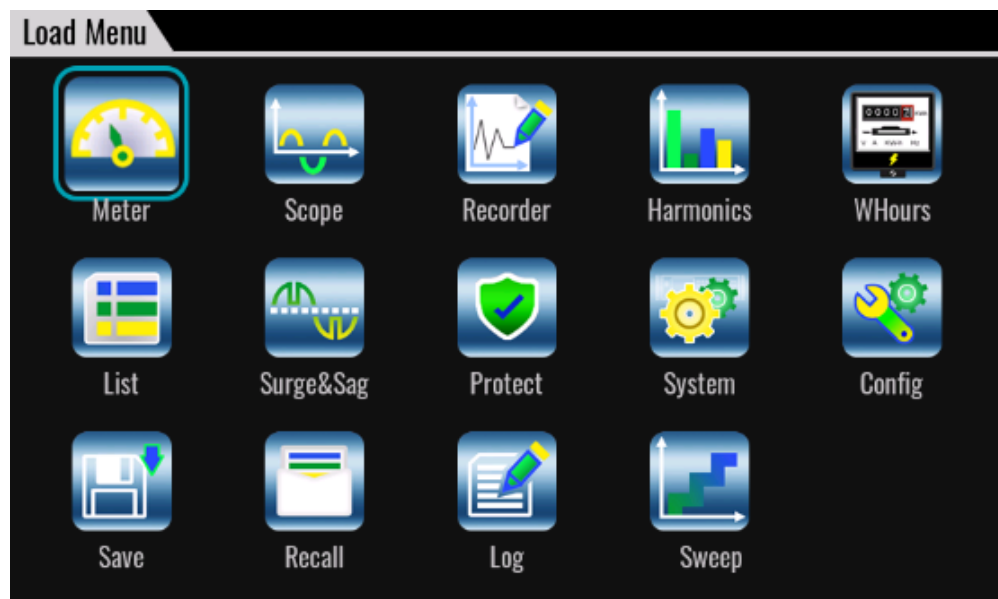 Load Menu
Meter
Scope
Recorder
Harmonics
WHours
List
Surge&Sag
Protect
System
Config
Save
Recall
Log
Sweep